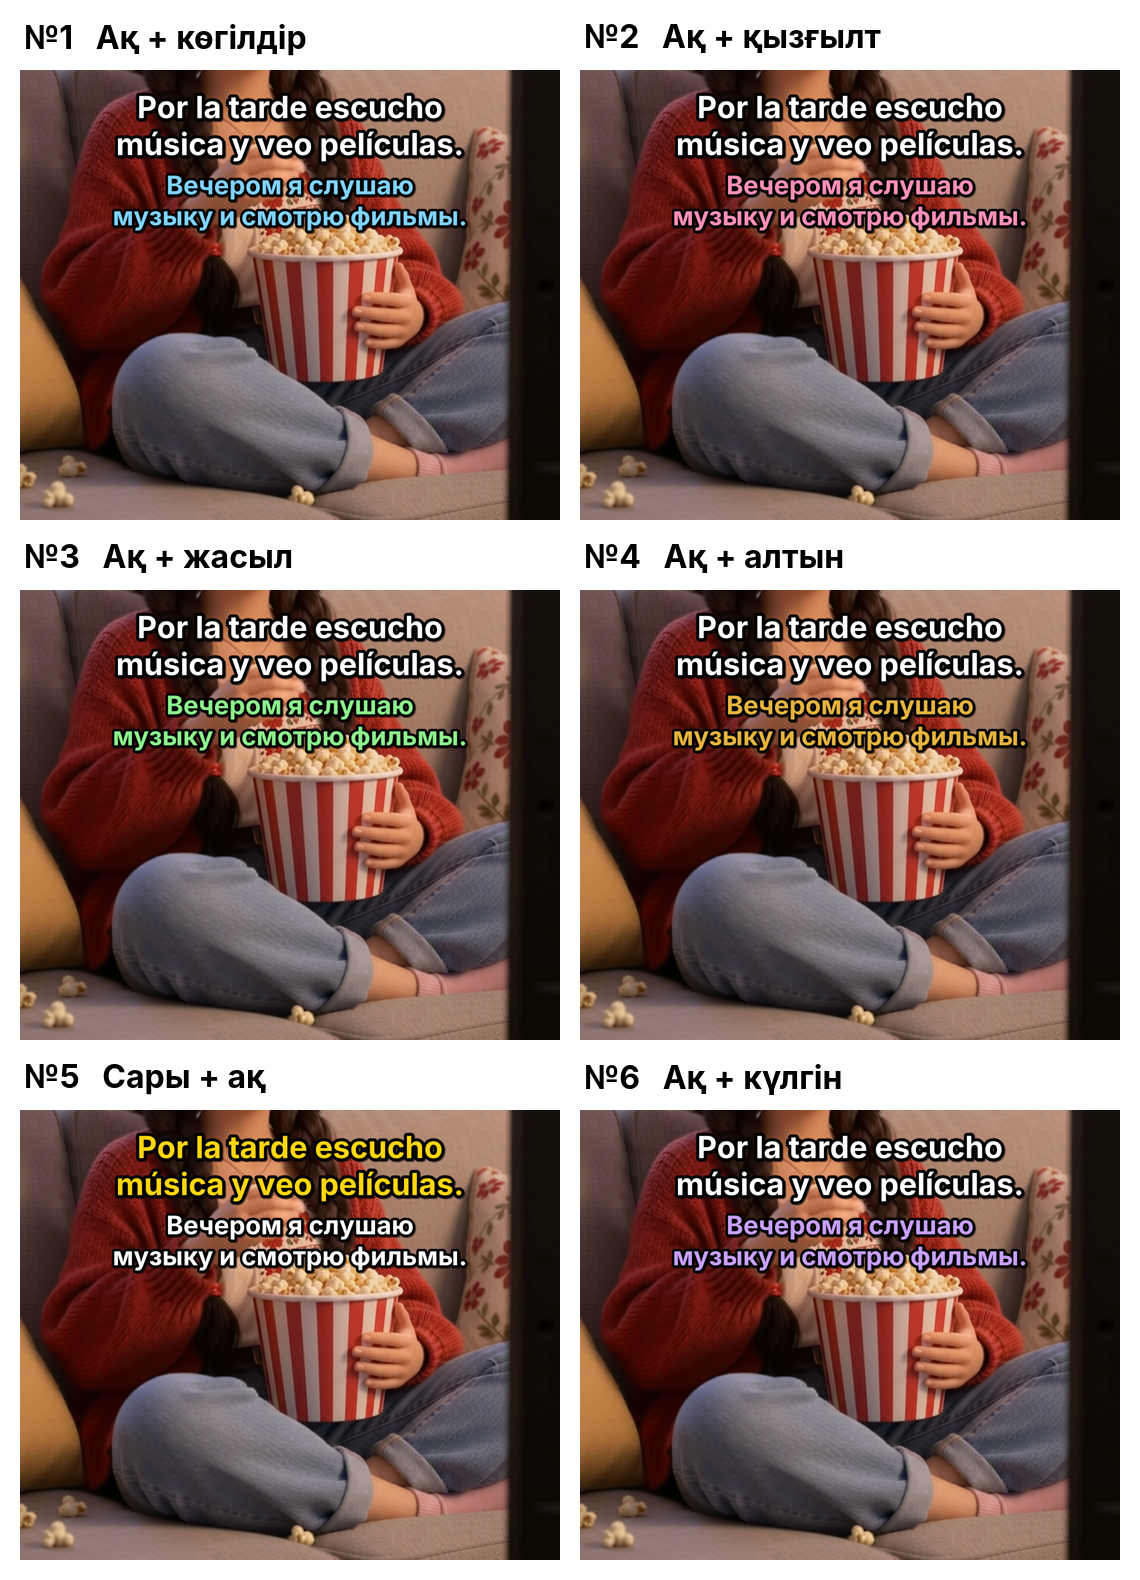 №1 Ақ + көгілдір
Por la tarde escucho
música y veo películas.
Вечером я слушаю
музыку и смотрю фильмы.
№2 Ақ + қызғылт
Por la tarde escucho
música y veo películas.
Вечером я слушаю
музыку и смотрю фильмы.
№3 Ақ + жасыл
Por la tarde escucho
música y veo películas.
Вечером я слушаю
музыку и смотрю фильмы.
№4 Ақ + алтын
Por la tarde escucho
música y veo películas.
Вечером я слушаю
музыку и смотрю фильмы.
№5 Сары + ақ
Por la tarde escucho
música y veo películas.
Вечером я слушаю
музыку и смотрю фильмы.
№6 Ақ + күлгін
Por la tarde escucho
música y veo películas.
Вечером я слушаю
музыку и смотрю фильмы.